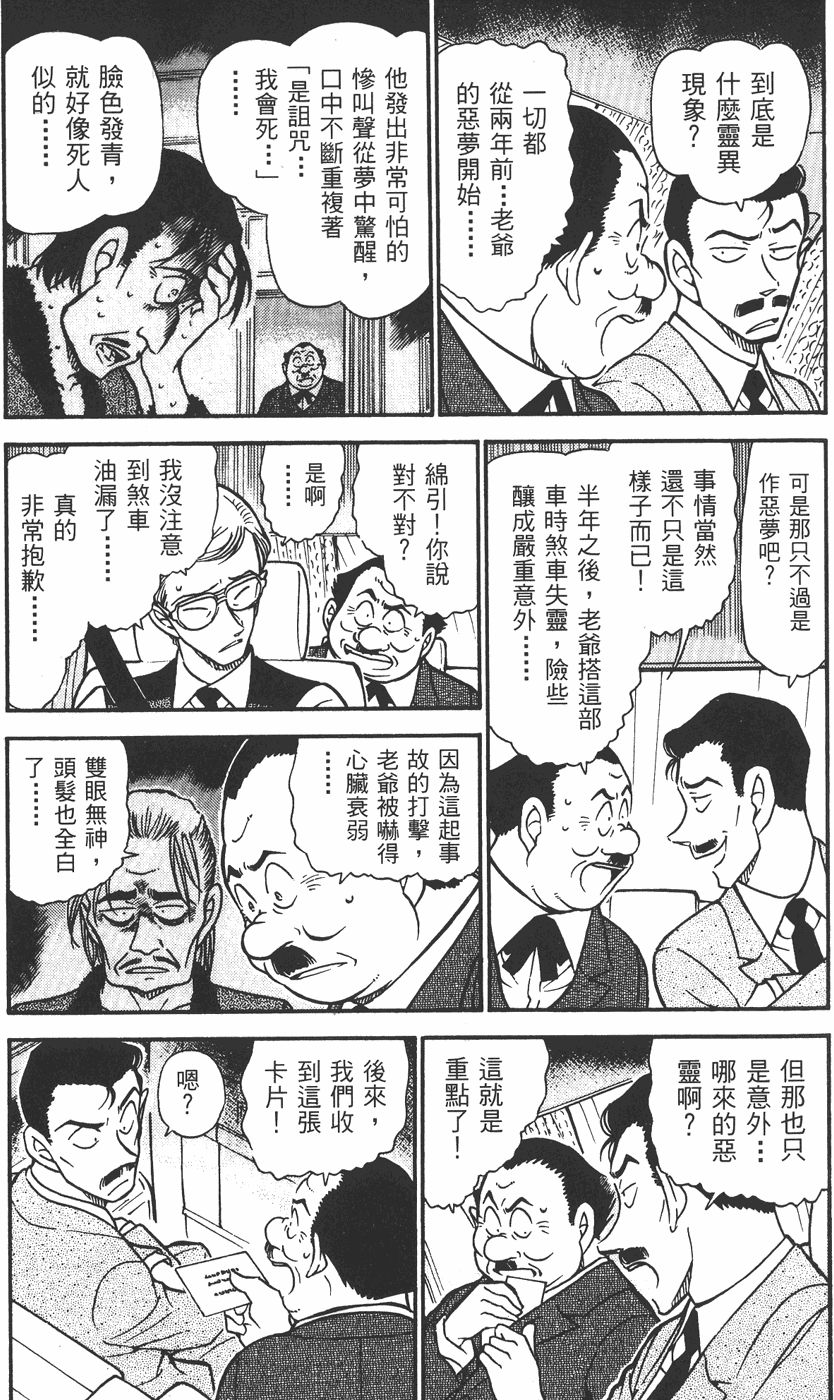 到底是
什麼靈異
現象？
一切都
從兩年前…老爺
的惡夢開始……
他發出非常可怕的
慘叫聲從夢中驚醒，
口中不斷重複著
「是詛咒…
我會死…」
……
臉色發青，
就好像死人
似的……
可是那只不過是
作惡夢吧？
事情當然
還不只是這
樣子而已！
半年之後，老爺搭這部
車時煞車失靈，險些
釀成嚴重意外……
綿引！你說
對不對？
是啊
……
我沒注意
到煞車
油漏了……
真的
非常抱歉……
因為這起事
故的打擊，
老爺被嚇得
心臟衰弱
……
雙眼無神，
頭髮也全白
了……
但那也只
是意外…
哪來的惡
靈啊？
這就是
重點了！
後來，
我們收
到這張
卡片！
嗯？